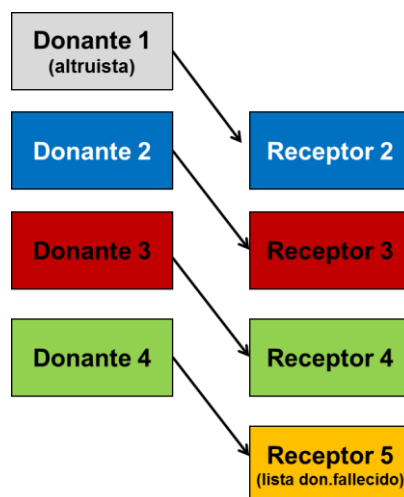 Donante 1
(altruista)
Donante 2
Receptor 2
Donante 3
Receptor 3
Donante 4
Receptor 4
Receptor 5
(lista don.fallecido)